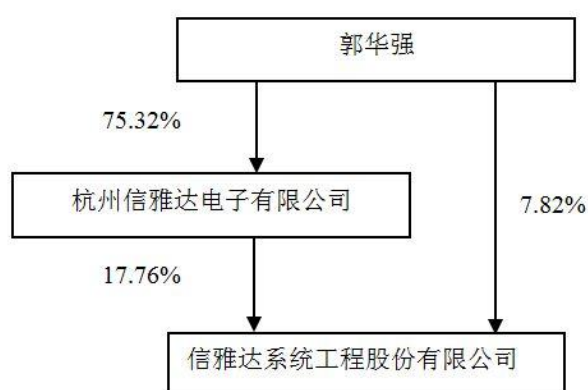 郭华强
75.32%
杭州信雅达电子有限公司
7.82%
17.76%
信雅达系统工程股份有限公司